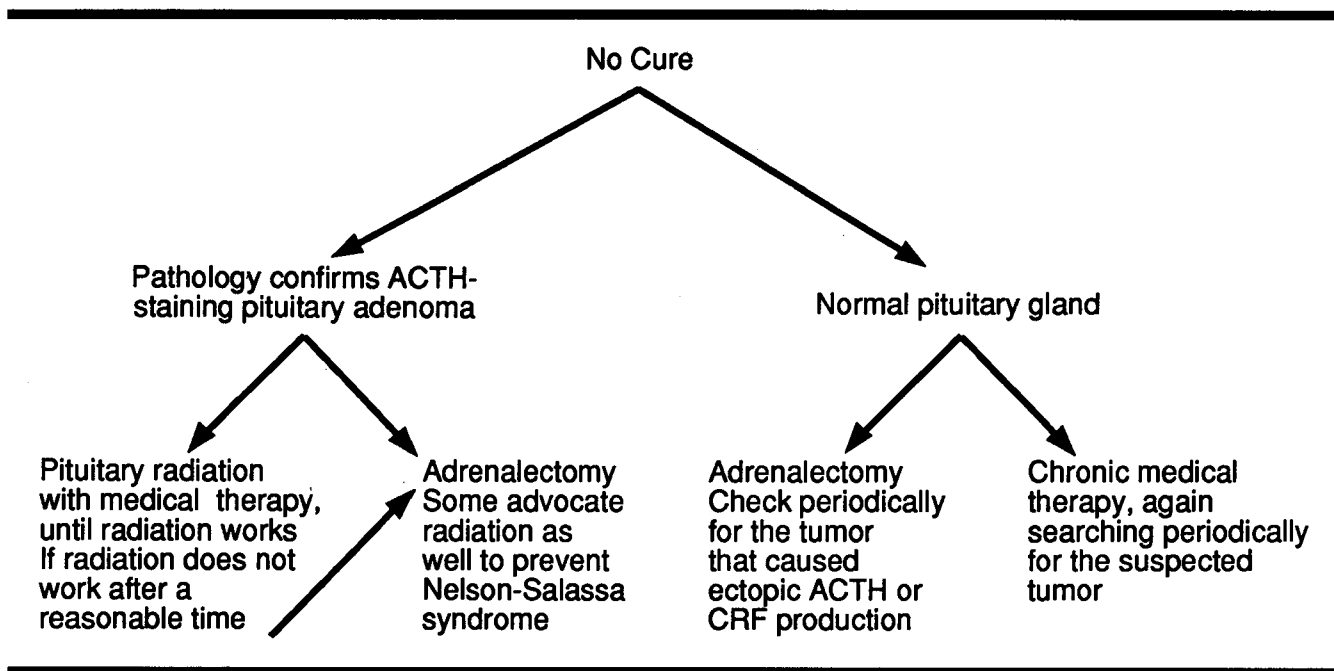 No Cure
Pathology confirms ACTH-
staining pituitary adenoma
Normal pituitary gland
Pituitary radiation
with medical therapy,
until radiation works
If radiation does not
work after a
reasonable time
Adrenalectomy
Some advocate
radiation as
well to prevent
Nelson-Salassa
syndrome
Adrenalectomy
Check periodically
for the tumor
that caused
ectopic ACTH or
CRF production
Chronic medical
therapy, again
searching periodically
for the suspected
tumor